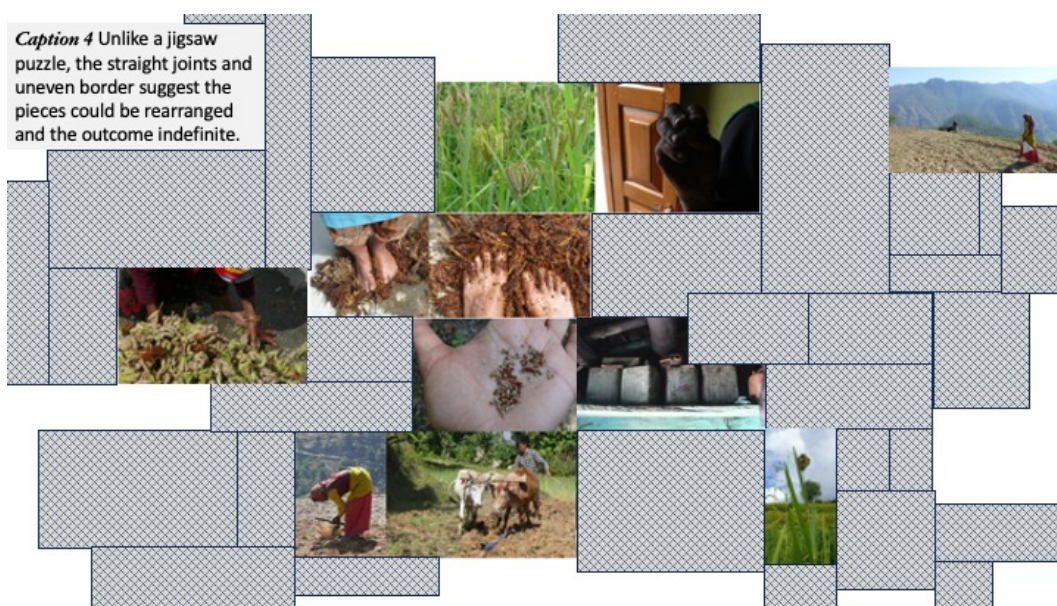 Caption 4 Unlike a jigsaw
puzzle, the straight joints and
uneven border suggest the
pieces could be rearranged
and the outcome indefinite.